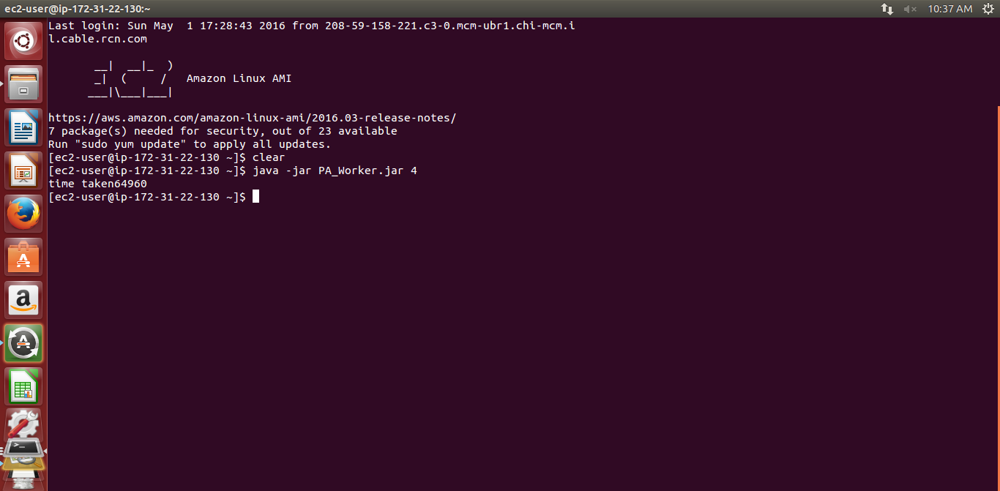 ec2-user@ip-172-31-22-130:~
10:37 AM
Last login: Sun May  1 17:28:43 2016 from 208-59-158-221.c3-0.mcm-ubr1.chi-mcm.i
l.cable.rcn.com
       __|  __|_  )
       _|  (     /   Amazon Linux AMI
      ___|\___|___|
https://aws.amazon.com/amazon-linux-ami/2016.03-release-notes/
7 package(s) needed for security, out of 23 available
Run "sudo yum update" to apply all updates.
[ec2-user@ip-172-31-22-130 ~]$ clear
[ec2-user@ip-172-31-22-130 ~]$ java -jar PA_Worker.jar 4
time taken64960
[ec2-user@ip-172-31-22-130 ~]$